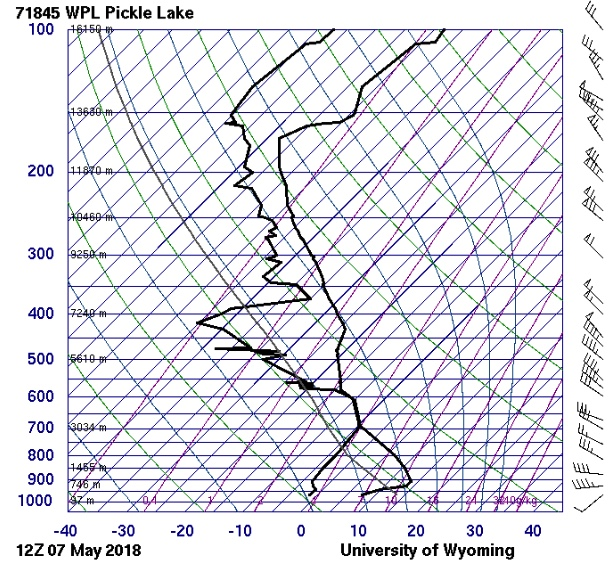 71845 WPL Pickle Lake
100 16150 m
13630 m
200 11870 m
10460 m
300 9250 m
400 7240 m
500 5610 m
600
700 3034 m
800
900 1455 m
746 m
1000 97 m 0.4 1 2 10 16 24
-40 -30 -20 -10 0 10 20 30 40
12Z 07 May 2018 University of Wyoming